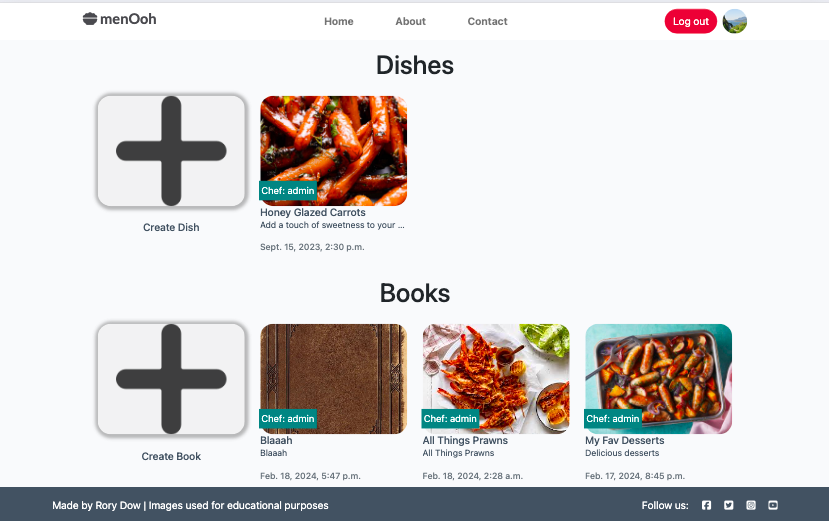 menOoh
Home About Contact
Log out
Dishes
Chef: admin
Create Dish
Honey Glazed Carrots
Add a touch of sweetness to your ...
Sept. 15, 2023, 2:30 p.m.
Books
Chef: admin Chef: admin Chef: admin
Create Book
Blaaah
Blaaah
Feb. 18, 2024, 5:47 p.m.
All Things Prawns
All Things Prawns
Feb. 18, 2024, 2:28 a.m.
My Fav Desserts
Delicious desserts
Feb. 17, 2024, 8:45 p.m.
Made by Rory Dow | Images used for educational purposes
Follow us: